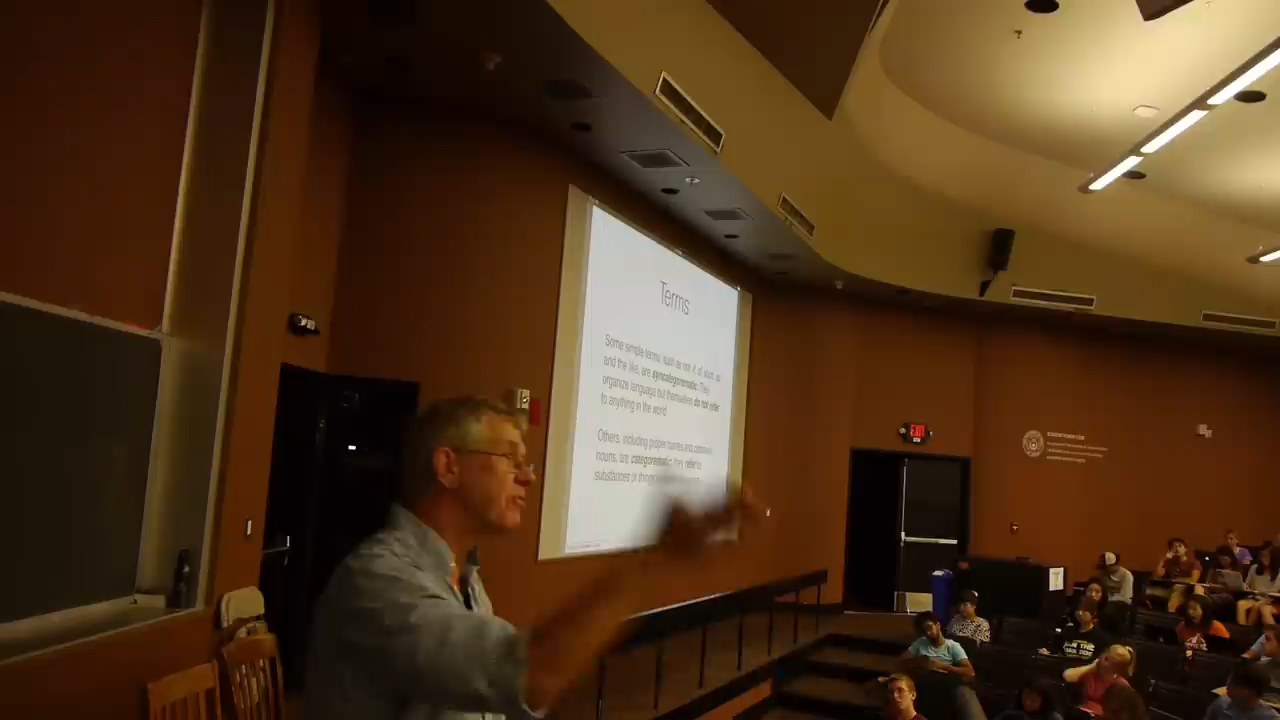 Terms
Some simple terms, such as not, if, of, such, as
and the like, are syncategorematic: They
organize language but themselves do not refer
to anything in the world
Others, including proper names and common
nouns, are categorematic; they refer to
substances or things
EXIT